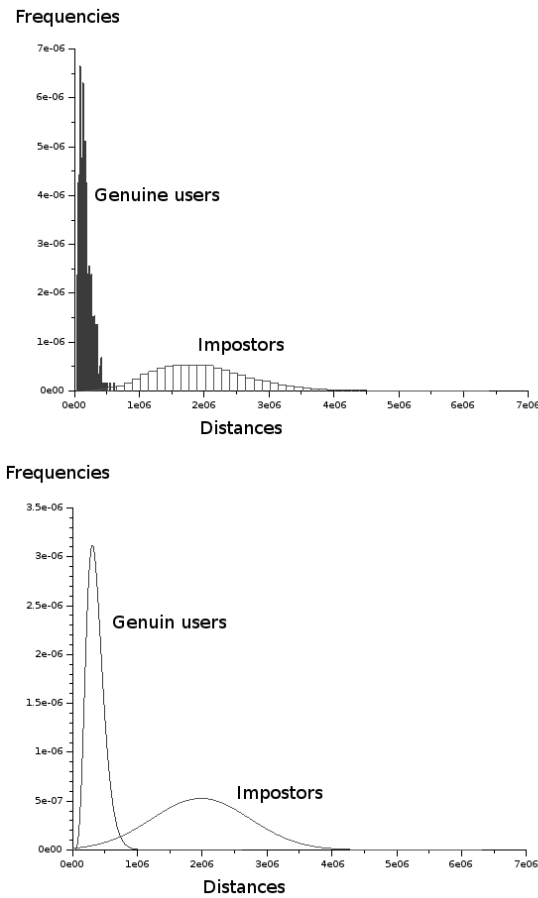 Frequencies
7e-06
6e-06
5e-06
4e-06
Genuine users
3e-06
2e-06
1e-06
Impostors
0e00
0e00 1e06 2e06 3e06 4e06 5e06 6e06 7e06
Distances
Frequencies
3.5e-06
3e-06
2.5e-06
Genuin users
2e-06
1.5e-06
1e-06
Impostors
5e-07
0e00
0e00 1e06 2e06 3e06 4e06 5e06 6e06 7e06
Distances